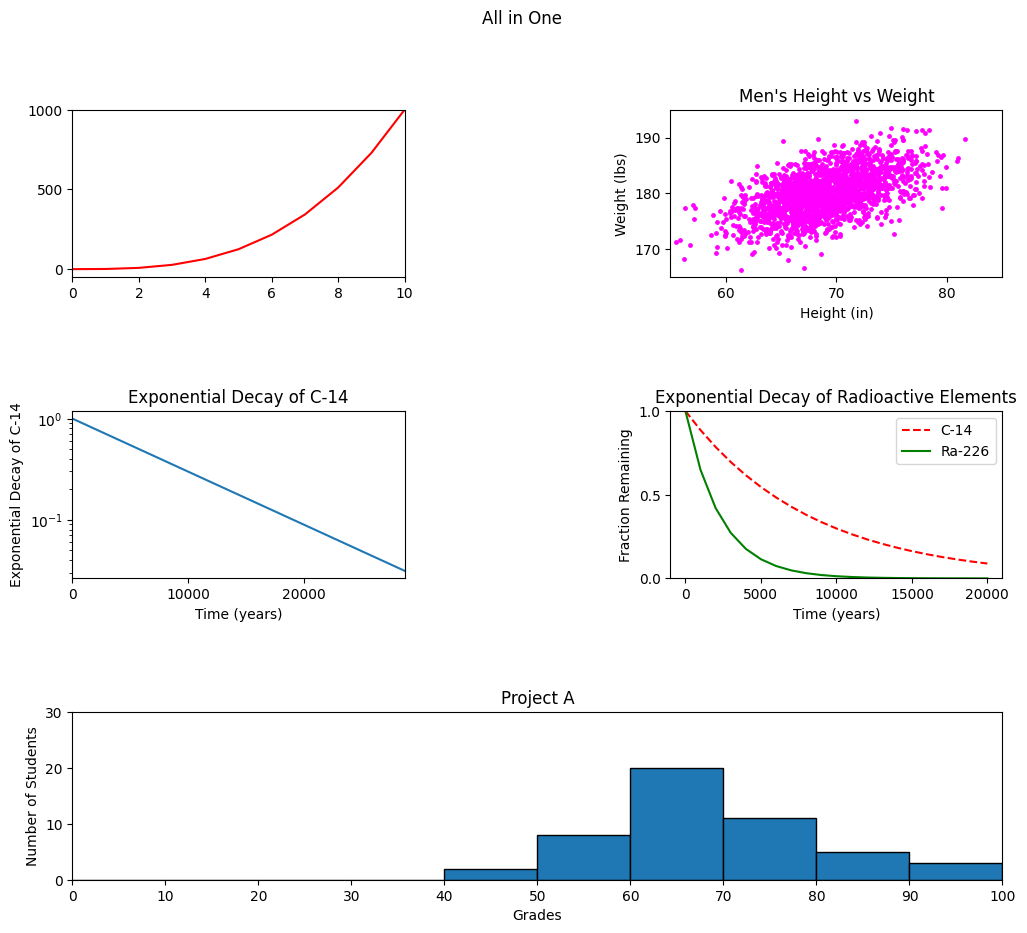 All in One
1000
500
0
0 2 4 6 8 10
Men's Height vs Weight
Weight (lbs)
190
180
170
60 70 80
Height (in)
Exponential Decay of C-14
Exponential Decay of C-14
10⁰
10⁻¹
0 10000 20000
Time (years)
Exponential Decay of Radioactive Elements
Fraction Remaining
1.0
0.5
0.0
C-14
Ra-226
0 5000 10000 15000 20000
Time (years)
Project A
Number of Students
30
20
10
0
0 10 20 30 40 50 60 70 80 90 100
Grades